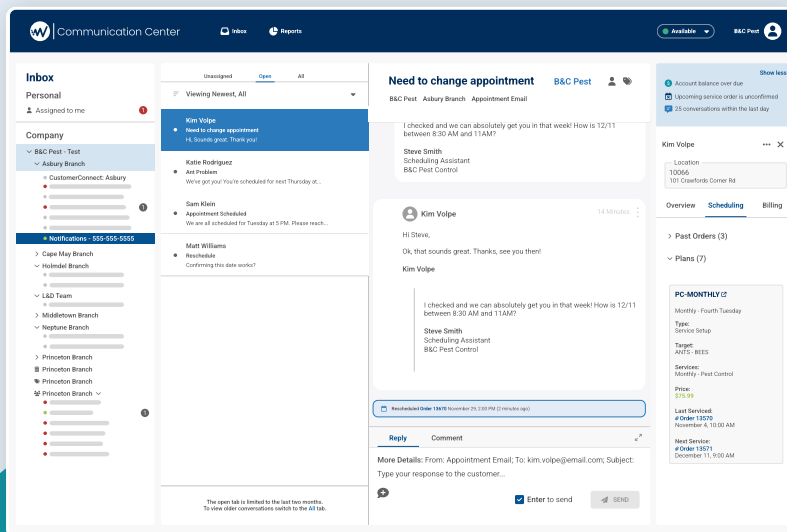 W Communication Center
Inbox
Reports
Available
B&C Pest
Inbox
Personal
Assigned to me
1
Company
B&C Pest - Test
Asbury Branch
CustomerConnect: Asbury
1
Notifications - 555-555-5555
Cape May Branch
Holmdel Branch
L&D Team
Middletown Branch
Neptune Branch
Princeton Branch
Princeton Branch
Princeton Branch
Princeton Branch
1
Unassigned Open All
Viewing Newest, All
Kim Volpe
Need to change appointment
Hi, Sounds great. Thank you!
Katie Rodriguez
Ant Problem
We've got you! You're scheduled for next Thursday at...
Sam Klein
Appointment Scheduled
We are all scheduled for Tuesday at 5 PM. Please reach...
Matt Williams
Reschedule
Confirming this date works?
The open tab is limited to the last two months.
To view older conversations switch to the All tab.
Need to change appointment B&C Pest
B&C Pest Asbury Branch Appointment Email
I checked and we can absolutely get you in that week! How is 12/11
between 8:30 AM and 11AM?
Steve Smith
Scheduling Assistant
B&C Pest Control
Kim Volpe 14 Minutes
Hi Steve,
Ok, that sounds great. Thanks, see you then!
Kim Volpe
I checked and we can absolutely get you in that week! How is 12/11
between 8:30 AM and 11AM?
Steve Smith
Scheduling Assistant
B&C Pest Control
Rescheduled Order 13670 November 29, 2:00 PM (2 minutes ago)
Reply Comment
More Details: From: Appointment Email; To: kim.volpe@email.com; Subject:
Type your response to the customer...
Enter to send
SEND
Show less
Account balance over due
Upcoming service order is unconfirmed
25 conversations within the last day
Kim Volpe
Location
10066
101 Crawfords Corner Rd
Overview Scheduling Billing
Past Orders (3)
Plans (7)
PC-MONTHLY
Monthly - Fourth Tuesday
Type:
Service Setup
Target:
ANTS - BEES
Services:
Monthly - Pest Control
Price:
$75.99
Last Serviced:
# Order 13570
November 4, 10:00 AM
Next Service:
# Order 13571
December 11, 9:00 AM